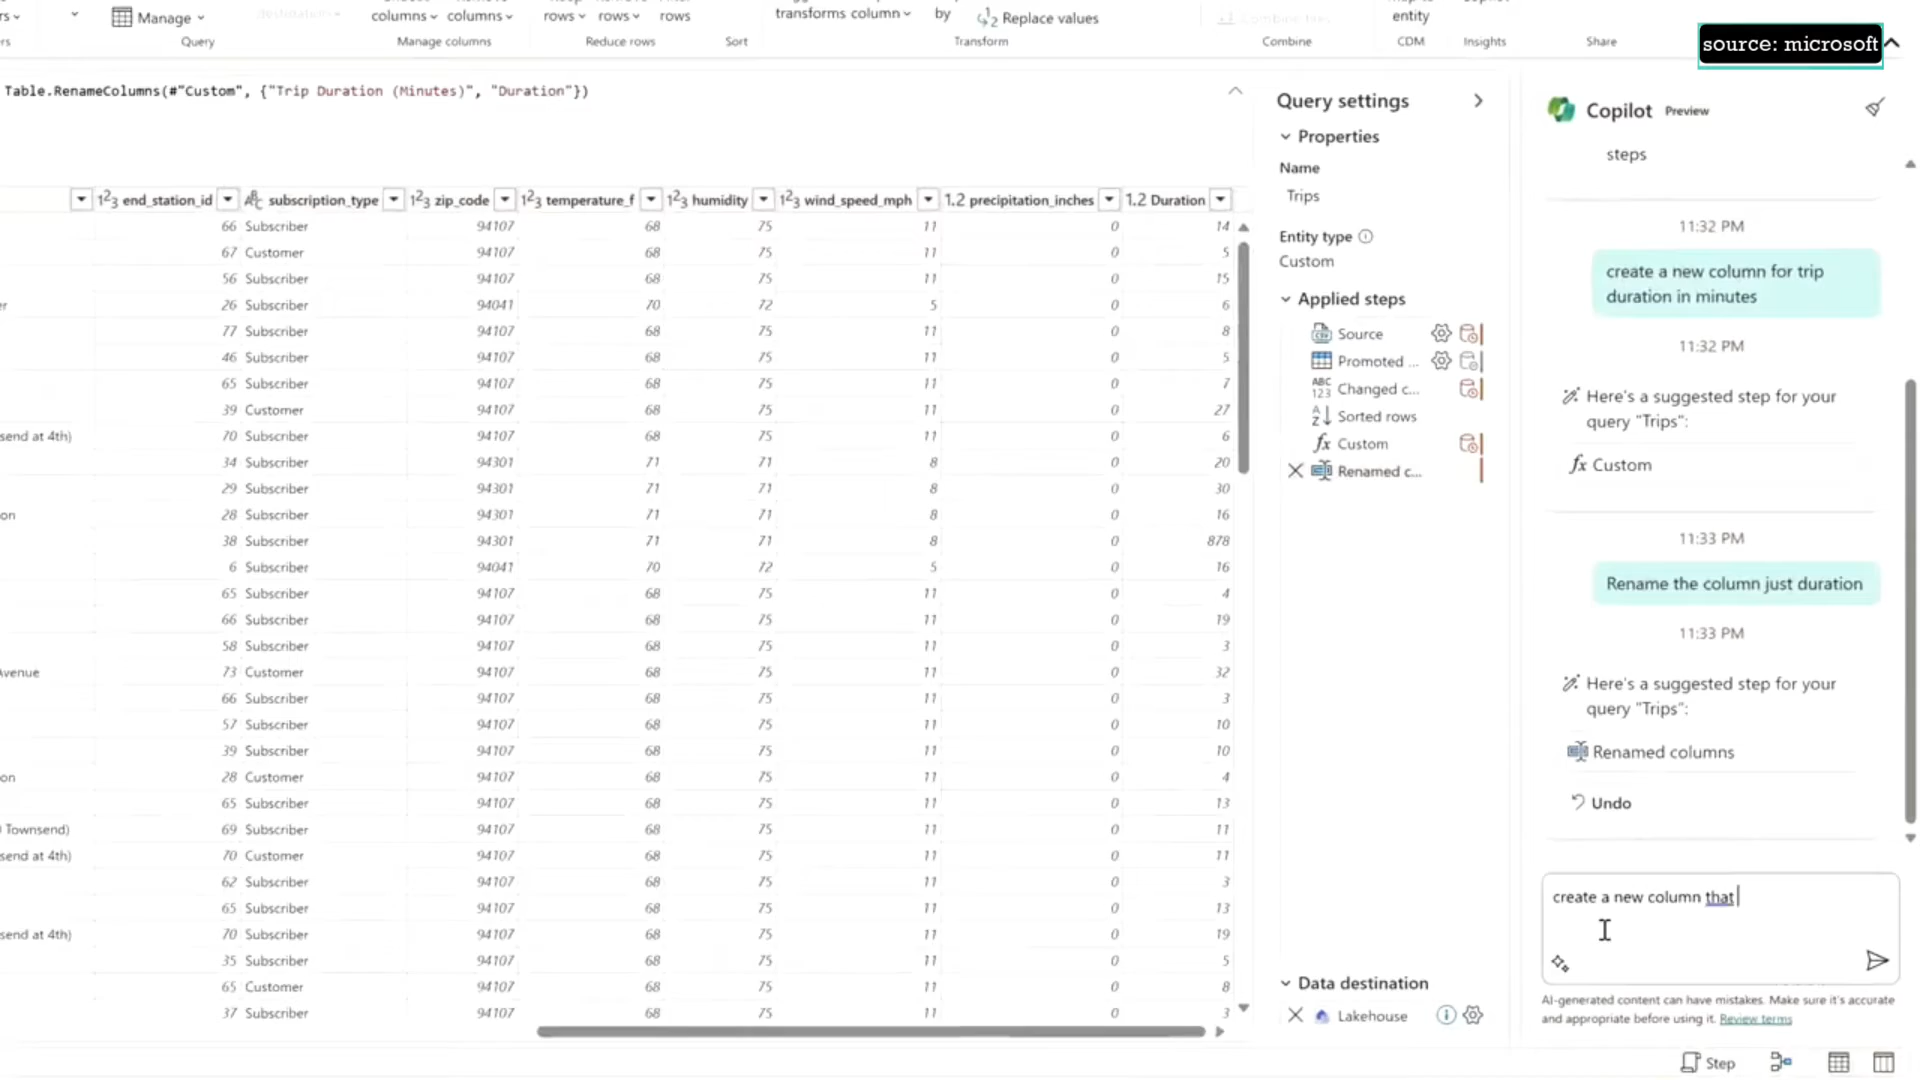 Manage
columns
columns
rows
rows
rows
transforms column
by
Replace values
entity
Query
Manage columns
Reduce rows
Sort
Transform
Combine
CDM
Insights
Share
source: microsoft
Table.RenameColumns(#"Custom", {"Trip Duration (Minutes)", "Duration"})
end_station_id subscription_type zip_code temperature_f humidity wind_speed_mph precipitation_inches Duration
66 Subscriber 94107 68 75 11 0 14
67 Customer 94107 68 75 11 0 5
56 Subscriber 94107 68 75 11 0 15
er 26 Subscriber 94041 70 72 5 0 6
77 Subscriber 94107 68 75 11 0 8
46 Subscriber 94107 68 75 11 0 5
65 Subscriber 94107 68 75 11 0 7
39 Customer 94107 68 75 11 0 27
send at 4th) 70 Subscriber 94107 68 75 11 0 6
34 Subscriber 94301 71 71 8 0 20
29 Subscriber 94301 71 71 8 0 30
on 28 Subscriber 94301 71 71 8 0 16
38 Subscriber 94301 71 71 8 0 878
6 Subscriber 94041 70 72 5 0 16
65 Subscriber 94107 68 75 11 0 4
66 Subscriber 94107 68 75 11 0 19
58 Subscriber 94107 68 75 11 0 3
Avenue 73 Customer 94107 68 75 11 0 32
66 Subscriber 94107 68 75 11 0 3
57 Subscriber 94107 68 75 11 0 10
39 Subscriber 94107 68 75 11 0 10
on 28 Customer 94107 68 75 11 0 4
65 Subscriber 94107 68 75 11 0 13
Townsend) 69 Subscriber 94107 68 75 11 0 11
send at 4th) 70 Customer 94107 68 75 11 0 11
62 Subscriber 94107 68 75 11 0 3
65 Subscriber 94107 68 75 11 0 13
send at 4th) 70 Subscriber 94107 68 75 11 0 19
35 Subscriber 94107 68 75 11 0 5
65 Customer 94107 68 75 11 0 8
37 Subscriber 94107 68 75 11 0 3
Query settings
Properties
Name
Trips
Entity type
Custom
Applied steps
Source
Promoted ...
Changed c...
Sorted rows
Custom
Renamed c...
Data destination
Lakehouse
Copilot Preview
steps
11:32 PM
create a new column for trip
duration in minutes
11:32 PM
Here's a suggested step for your
query "Trips":
fx Custom
11:33 PM
Rename the column just duration
11:33 PM
Here's a suggested step for your
query "Trips":
Renamed columns
Undo
create a new column that
AI-generated content can have mistakes. Make sure it's accurate
and appropriate before using it. Review terms
Step